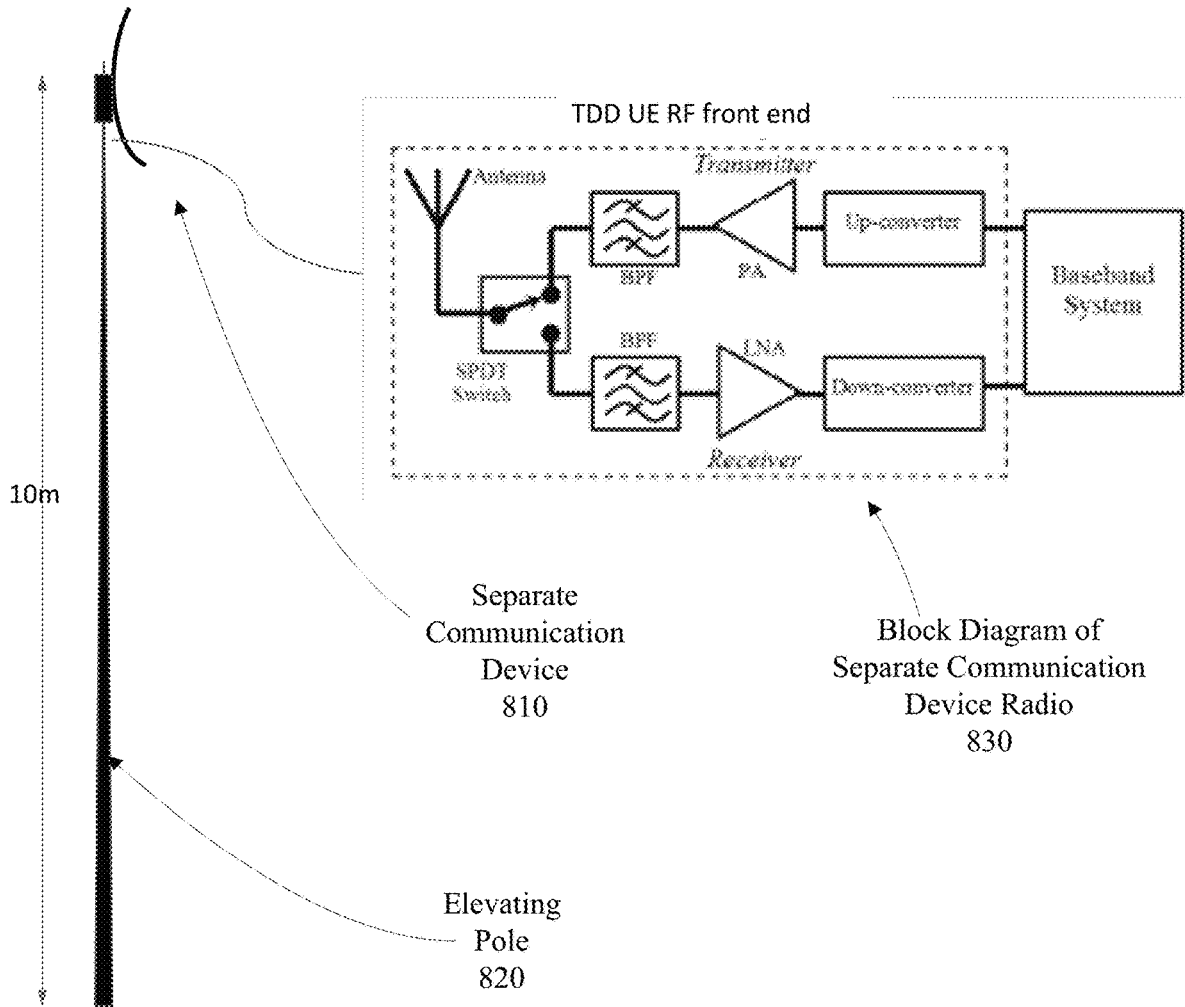 TDD UE RF front end
Transmitter
Antenna
BPF
PA
Up-converter
Baseband
System
SPDT
Switch
BPF
LNA
Down-converter
Receiver
10m
Separate
Communication
Device
810
Block Diagram of
Separate Communication
Device Radio
830
Elevating
Pole
820